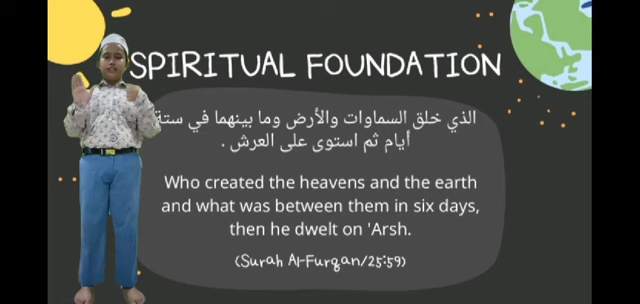 SPIRITUAL FOUNDATION
الذي خلق السماوات والأرض وما بينهما في ستة
أيام ثم استوى على العرش .
Who created the heavens and the earth
and what was between them in six days,
then he dwelt on 'Arsh.
(Surah Al-Furqan/25:59)